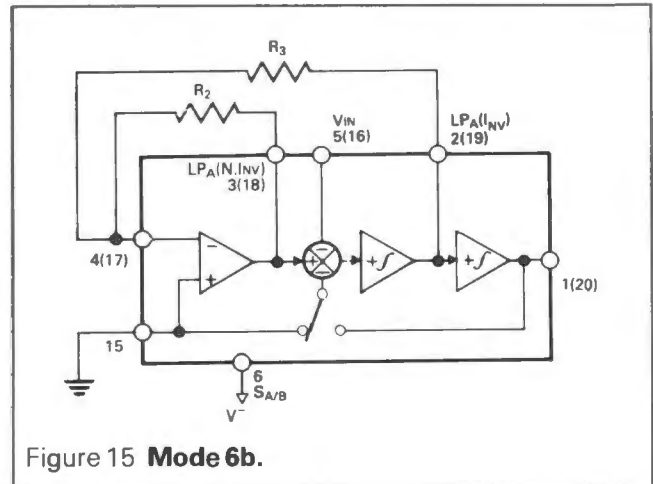 R3
R2
VIN
5(16)
LPA(INV)
2(19)
LPA(N.INV)
3(18)
− + − − +∫ +∫
4(17)
+
1(20)
15
6
SA/B
V−
Figure 15 Mode 6b.